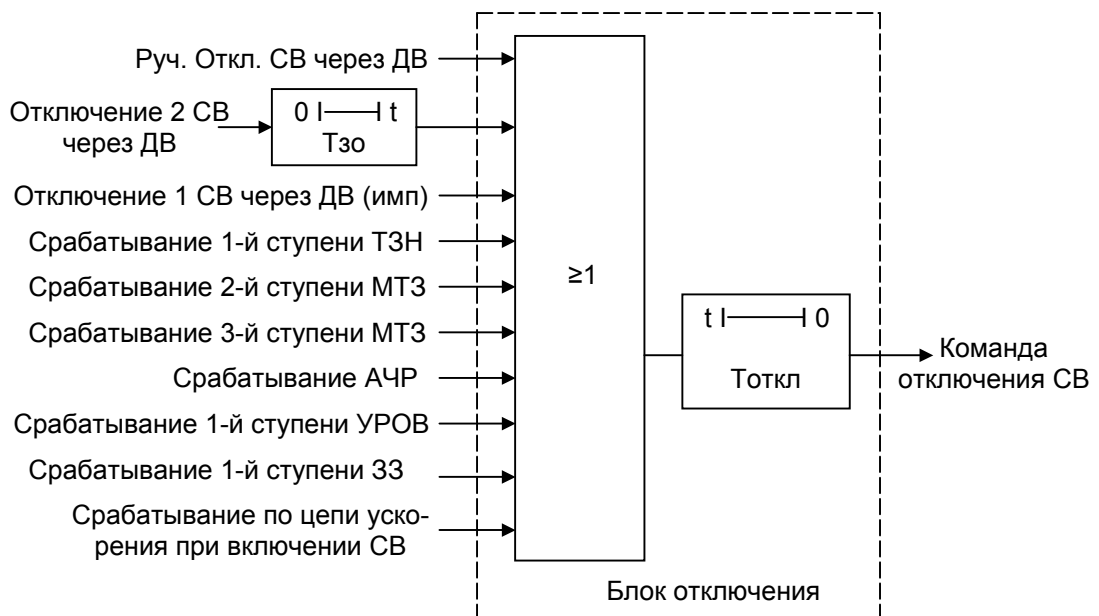 Руч. Откл. СВ через ДВ
Отключение 2 СВ
через ДВ
0 t
Тзо
Отключение 1 СВ через ДВ (имп)
Срабатывание 1-й ступени ТЗН
Срабатывание 2-й ступени МТЗ
Срабатывание 3-й ступени МТЗ
Срабатывание АЧР
Срабатывание 1-й ступени УРОВ
Срабатывание 1-й ступени ЗЗ
Срабатывание по цепи уско-
рения при включении СВ
≥1
t 0
Тоткл
Команда
отключения СВ
Блок отключения